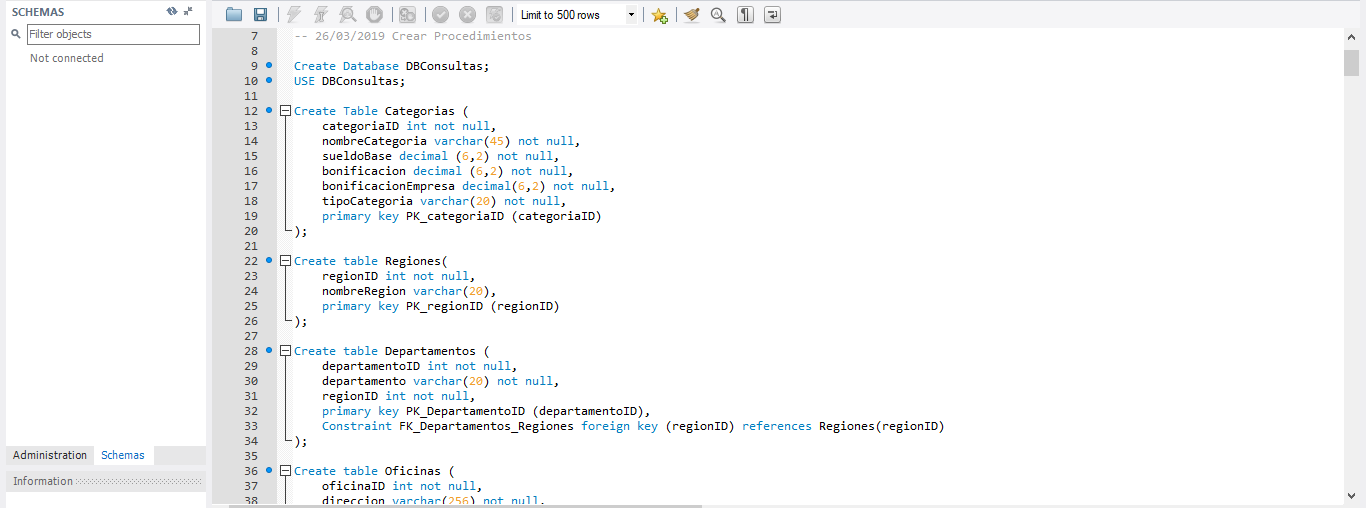 SCHEMAS
Filter objects
Not connected
Administration
Schemas
Information
Limit to 500 rows
7 -- 26/03/2019 Crear Procedimientos
8
9 Create Database DBConsultas;
10 USE DBConsultas;
11
12 Create Table Categorias (
13 categoriaID int not null,
14 nombreCategoria varchar(45) not null,
15 sueldoBase decimal (6,2) not null,
16 bonificacion decimal (6,2) not null,
17 bonificacionEmpresa decimal(6,2) not null,
18 tipoCategoria varchar(20) not null,
19 primary key PK_categoriaID (categoriaID)
20 );
21
22 Create table Regiones(
23 regionID int not null,
24 nombreRegion varchar(20),
25 primary key PK_regionID (regionID)
26 );
27
28 Create table Departamentos (
29 departamentoID int not null,
30 departamento varchar(20) not null,
31 regionID int not null,
32 primary key PK_DepartamentoID (departamentoID),
33 Constraint FK_Departamentos_Regiones foreign key (regionID) references Regiones(regionID)
34 );
35
36 Create table Oficinas (
37 oficinaID int not null,
38 direccion varchar(256) not null,